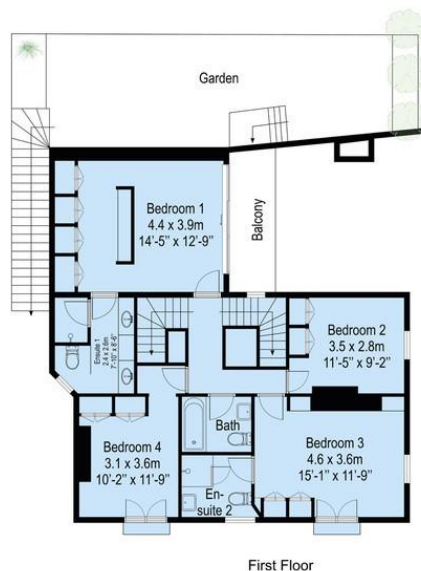 Garden
Bedroom 1
4.4 x 3.9m
14'-5" x 12'-9"
Balcony
Ensuite 1
2.4 x 2.6m
7'-10" x 8'-6"
Bedroom 2
3.5 x 2.8m
11'-5" x 9'-2"
Bath
Bedroom 4
3.1 x 3.6m
10'-2" x 11'-9"
En-
suite 2
Bedroom 3
4.6 x 3.6m
15'-1" x 11'-9"
First Floor